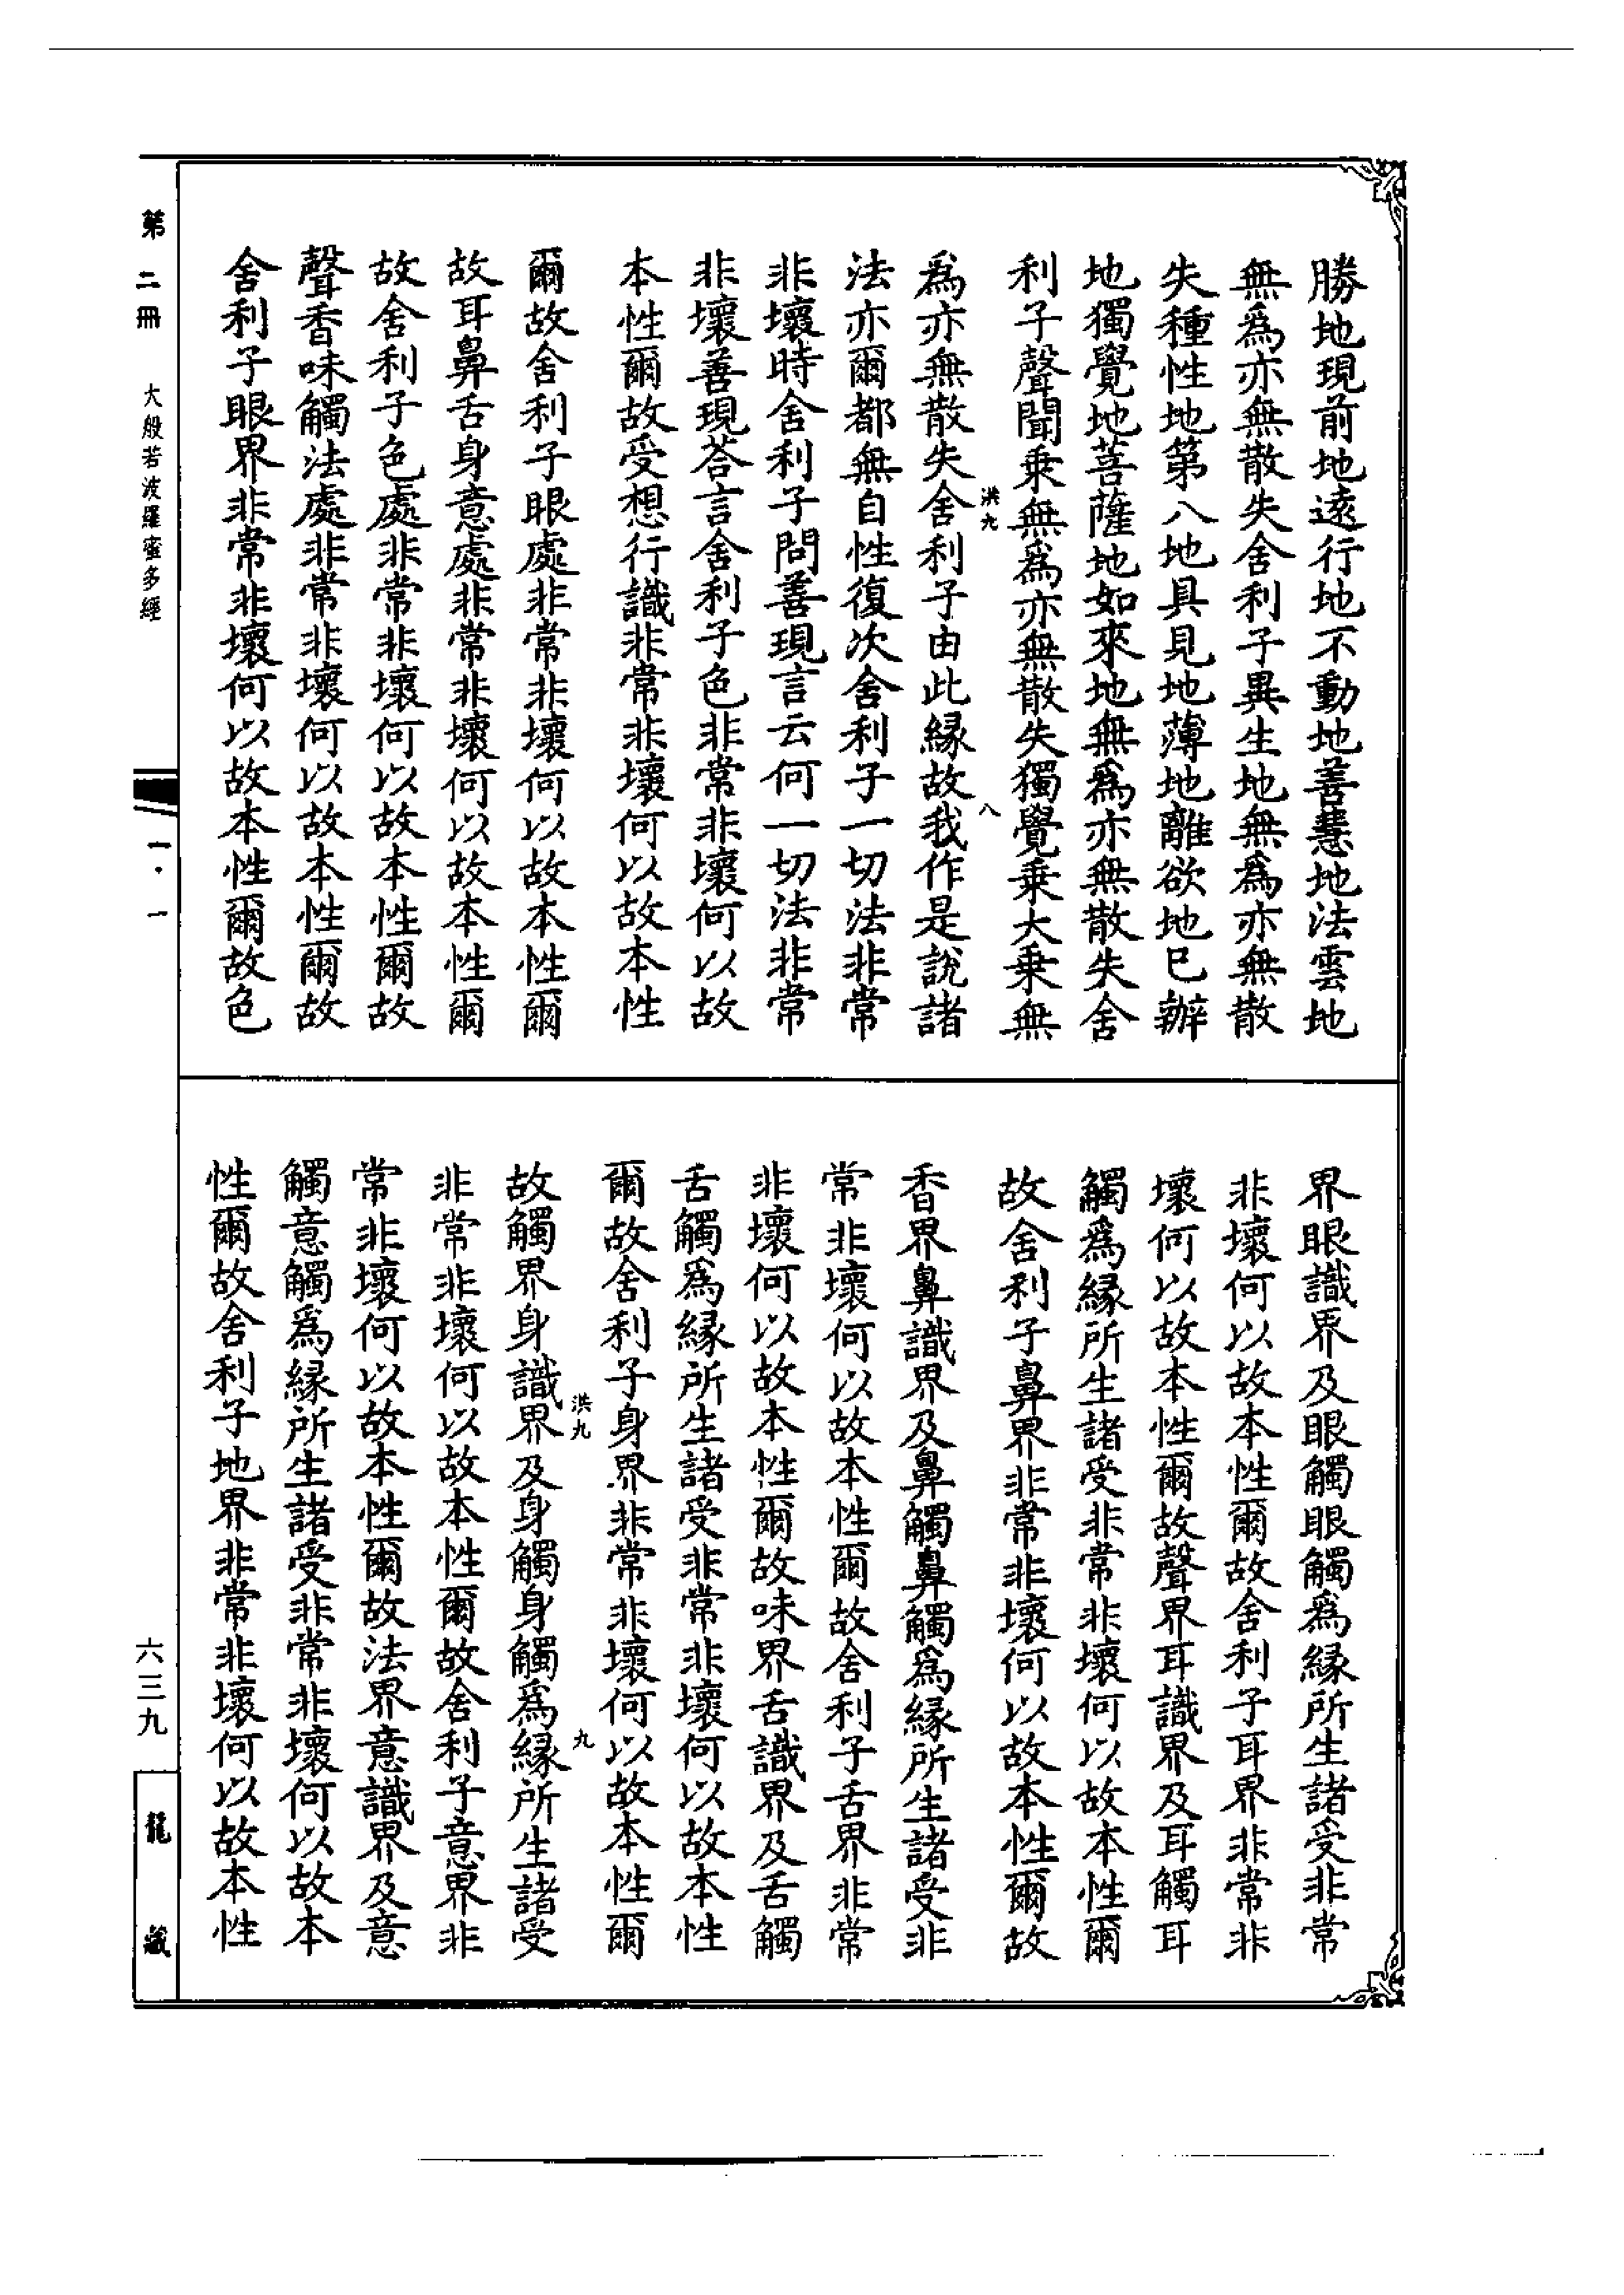 勝地現前地遠行地不動地善慧地法雲地
無爲亦無散失舍利子異生地無爲亦無散
失種性地第八地具見地薄地離欲地已辦
地獨覺地菩薩地如來地無爲亦無散失舍
利子聲聞乗無爲亦無散失獨覺乗大乗無
洪九
八
爲亦無散失舍利子由此緣故我作是說諸
法亦爾都無自性復次舍利子一切法非常
非壞時舍利子問善現言云何一切法非常
非壞善現荅言舍利子色非常非壞何以故
本性爾故受想行識非常非壞何以故本性
爾故舍利子眼處非常非壞何以故本性爾
故耳鼻舌身意處非常非壞何以故本性爾
故舍利子色處非常非壞何以故本性爾故
聲香味觸法處非常非壞何以故本性爾故
舍利子眼界非常非壞何以故本性爾故色
界眼識界及眼觸眼觸爲緣所生諸受非常
非壞何以故本性爾故舍利子耳界非常非
壞何以故本性爾故聲界耳識界及耳觸耳
觸爲緣所生諸受非常非壞何以故本性爾
故舍利子鼻界非常非壞何以故本性爾故
香界鼻識界及鼻觸鼻觸爲緣所生諸受非
常非壞何以故本性爾故舍利子舌界非常
非壞何以故本性爾故味界舌識界及舌觸
舌觸爲緣所生諸受非常非壞何以故本性
爾故舍利子身界非常非壞何以故本性爾
洪九
九
故觸界身識界及身觸身觸爲緣所生諸受
非常非壞何以故本性爾故舍利子意界非
常非壞何以故本性爾故法界意識界及意
觸意觸爲緣所生諸受非常非壞何以故本
性爾故舍利子地界非常非壞何以故本性
第二冊
大般若波羅蜜多經
一·一
六三九
龍藏